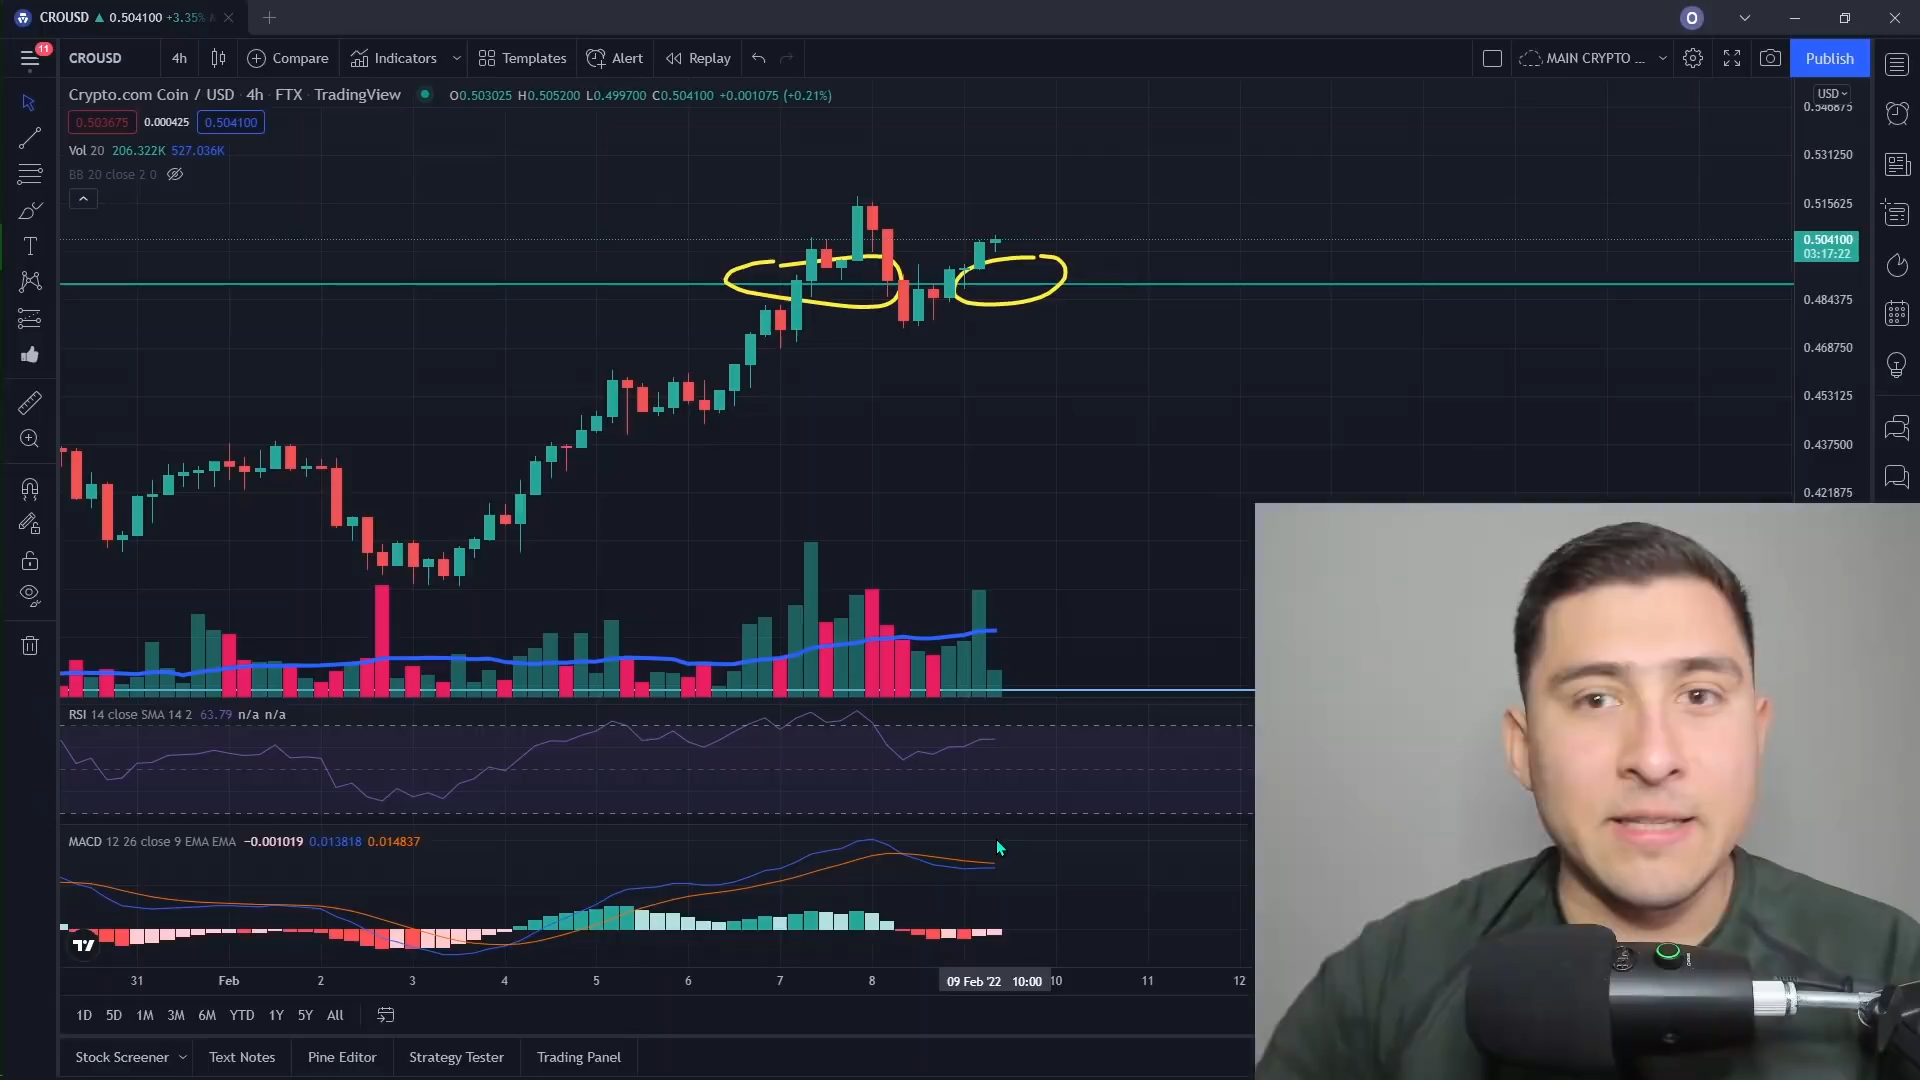 CROUSD ▲ 0.504100 +3.35%
O
11
CROUSD 4h Compare Indicators Templates Alert Replay MAIN CRYPTO ... Publish
Crypto.com Coin / USD · 4h · FTX · TradingView O0.503025 H0.505200 L0.499700 C0.504100 +0.001075 (+0.21%)
USD
0.503675 0.000425 0.504100
Vol 20 206.322K 527.036K
BB 20 close 2 0
0.546875
0.531250
0.515625
0.504100
03:17:22
0.484375
0.468750
0.453125
0.437500
0.421875
RSI 14 close SMA 14 2 63.79 n/a n/a
MACD 12 26 close 9 EMA EMA −0.001019 0.013818 0.014837
31 Feb 2 3 4 5 6 7 8 09 Feb '22 10:00 10 11 12
1D 5D 1M 3M 6M YTD 1Y 5Y All
Stock Screener Text Notes Pine Editor Strategy Tester Trading Panel